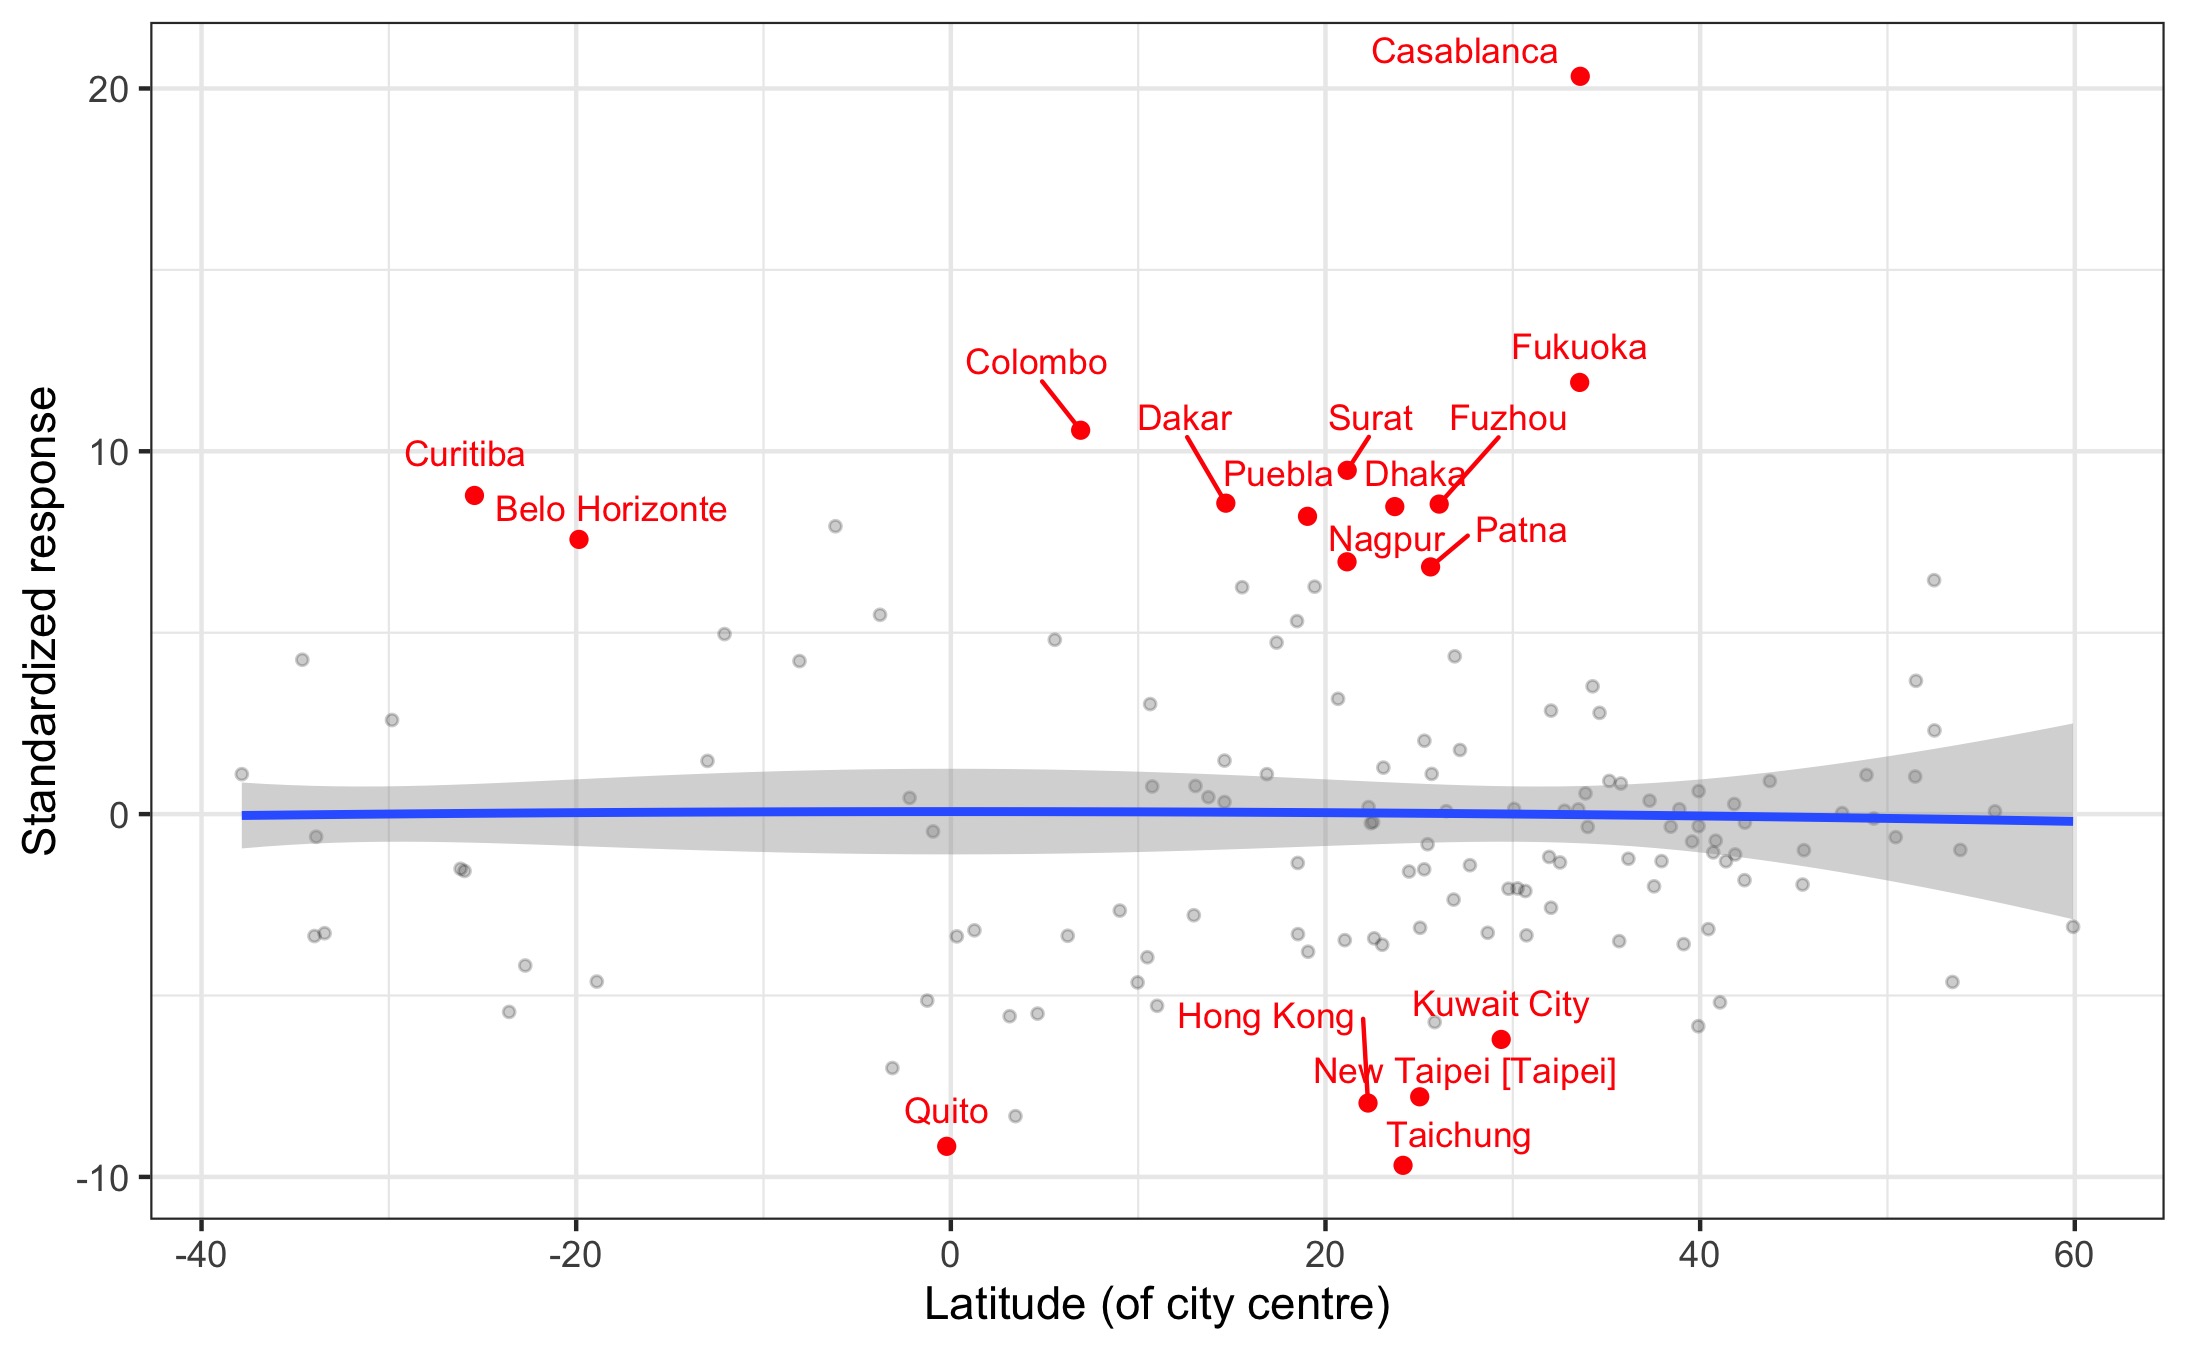 Casablanca
20
Fukuoka
Colombo
Dakar
Surat
Fuzhou
10
Curitiba
Puebla
Dhaka
Belo Horizonte
Nagpur
Patna
Standardized response
0
Hong Kong
Kuwait City
New Taipei [Taipei]
Quito
Taichung
-10
-40
-20
0
20
40
60
Latitude (of city centre)